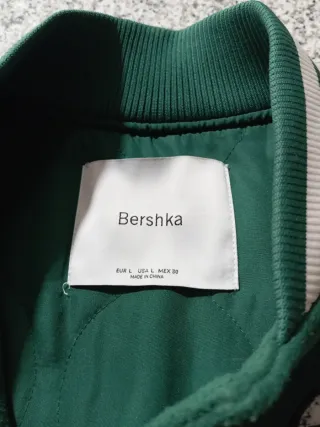 Bershka
EUR L USA L MEX 30
MADE IN CHINA